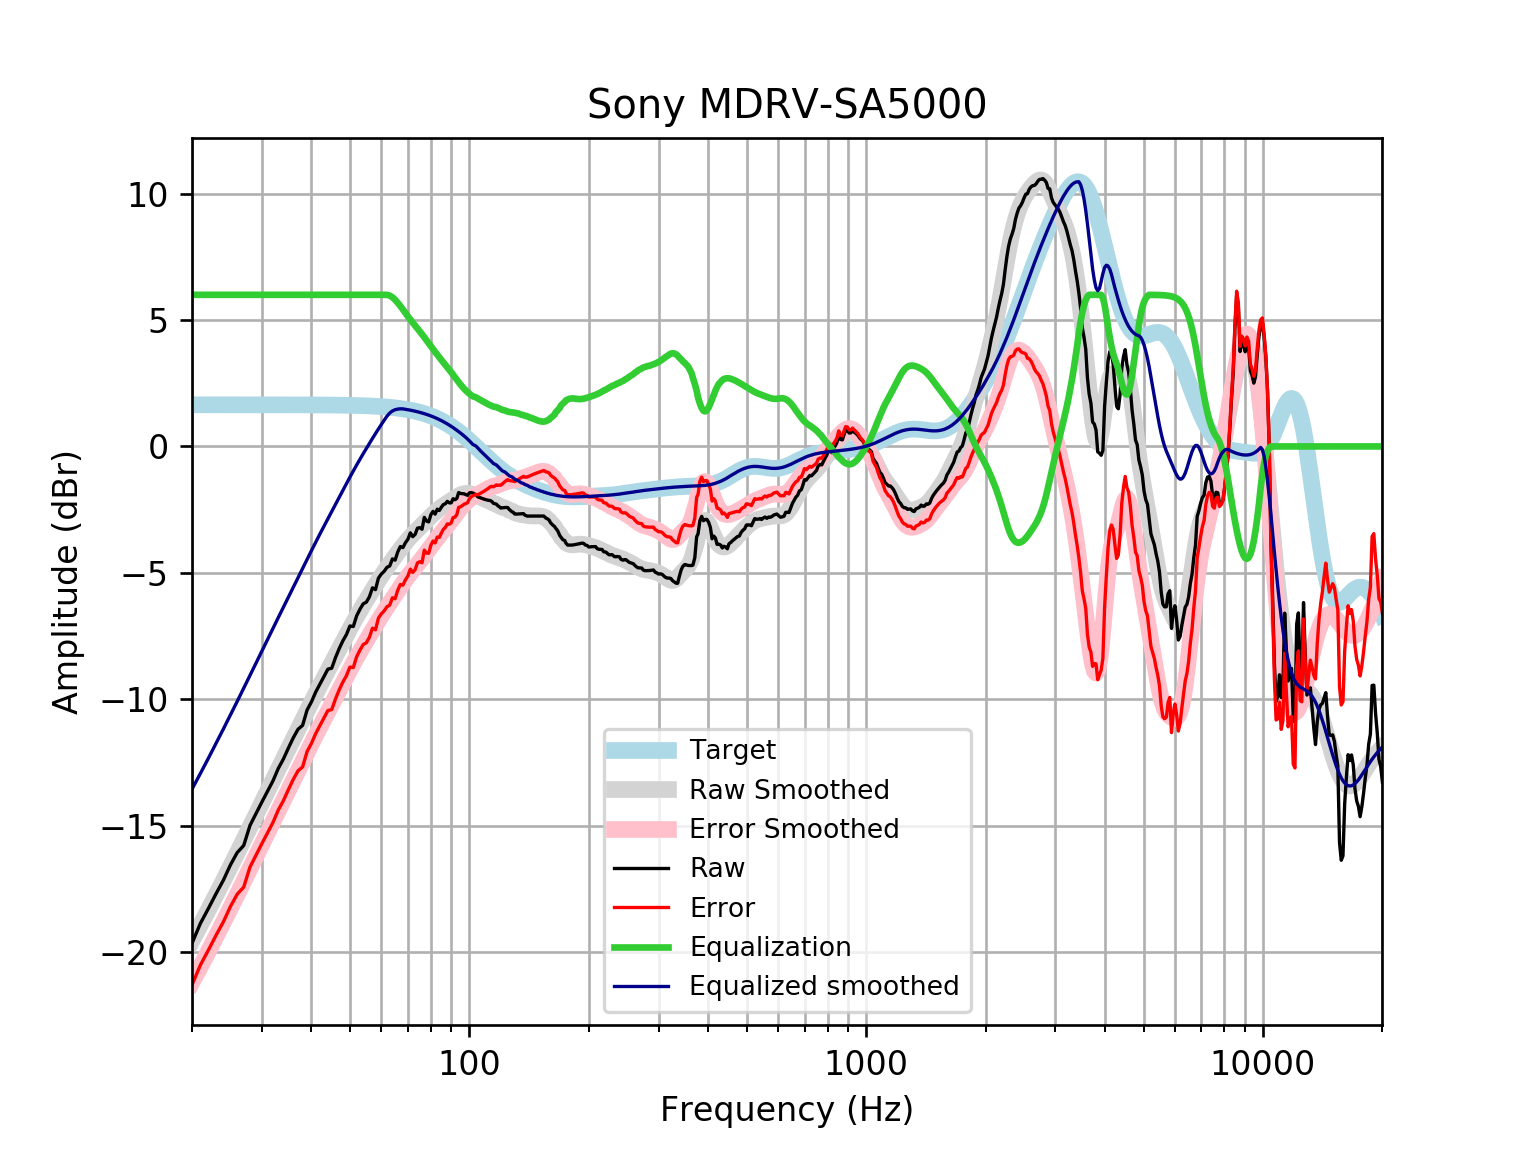 Sony MDRV-SA5000
10
5
0
−5
−10
−15
−20
Amplitude (dBr)
Target
Raw Smoothed
Error Smoothed
Raw
Error
Equalization
Equalized smoothed
100
1000
10000
Frequency (Hz)